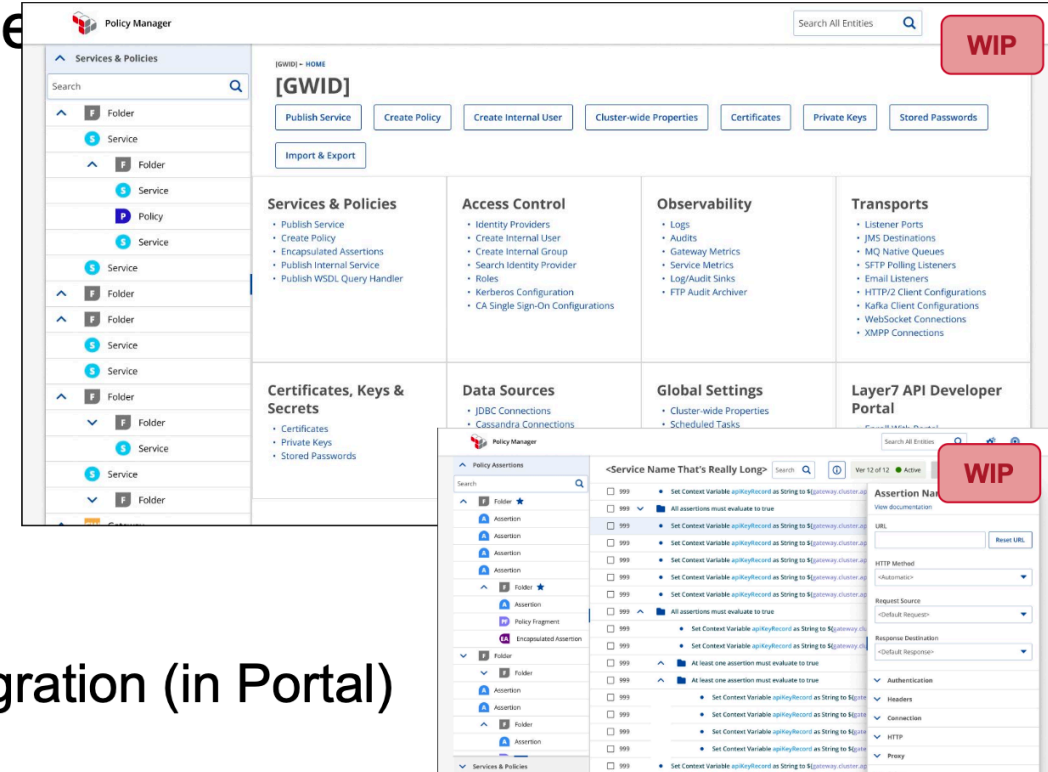 Policy Manager
Search All Entities
WIP
Services & Policies
Search
Folder
Service
Folder
Service
Policy
Service
Service
Folder
Folder
Service
Service
Folder
Folder
Service
Service
Folder
[GWID] – HOME
[GWID]
Publish Service
Create Policy
Create Internal User
Cluster-wide Properties
Certificates
Private Keys
Stored Passwords
Import & Export
Services & Policies
• Publish Service
• Create Policy
• Encapsulated Assertions
• Publish Internal Service
• Publish WSDL Query Handler
Access Control
• Identity Providers
• Create Internal User
• Create Internal Group
• Search Identity Provider
• Roles
• Kerberos Configuration
• CA Single Sign-On Configurations
Observability
• Logs
• Audits
• Gateway Metrics
• Service Metrics
• Log/Audit Sinks
• FTP Audit Archiver
Transports
• Listener Ports
• JMS Destinations
• MQ Native Queues
• SFTP Polling Listeners
• Email Listeners
• HTTP/2 Client Configurations
• Kafka Client Configurations
• WebSocket Connections
• XMPP Connections
Certificates, Keys &
Secrets
• Certificates
• Private Keys
• Stored Passwords
Data Sources
• JDBC Connections
• Cassandra Connections
Global Settings
• Cluster-wide Properties
• Scheduled Tasks
Layer7 API Developer
Portal
Policy Manager
Search All Entities
WIP
Policy Assertions
Search
Folder
Assertion
Assertion
Assertion
Assertion
Folder
Assertion
PF Policy Fragment
EA Encapsulated Assertion
Folder
Folder
Assertion
Assertion
Folder
Assertion
Services & Policies
<Service Name That's Really Long>
Search
Ver 12 of 12 Active
999 • Set Context Variable apiKeyRecord as String to ${gateway.cluster.ap
999 All assertions must evaluate to true
999 • Set Context Variable apiKeyRecord as String to ${gateway.cluster.ap
999 • Set Context Variable apiKeyRecord as String to ${gateway.cluster.ap
999 • Set Context Variable apiKeyRecord as String to ${gateway.cluster.ap
999 • Set Context Variable apiKeyRecord as String to ${gateway.cluster.ap
999 • Set Context Variable apiKeyRecord as String to ${gateway.cluster.ap
999 All assertions must evaluate to true
999 • Set Context Variable apiKeyRecord as String to ${gateway.clu
999 • Set Context Variable apiKeyRecord as String to ${gateway.clu
999 At least one assertion must evaluate to true
999 At least one assertion must evaluate to true
999 • Set Context Variable apiKeyRecord as String to ${gate
999 • Set Context Variable apiKeyRecord as String to ${gate
999 • Set Context Variable apiKeyRecord as String to ${gate
999 • Set Context Variable apiKeyRecord as String to ${gate
999 • Set Context Variable apiKeyRecord as String to ${gateway.cluster.ap
Assertion Na
View documentation
URL
Reset URL
HTTP Method
<Automatic>
Request Source
<Default Request>
Response Destination
<Default Response>
Authentication
Headers
Connection
HTTP
Proxy
gration (in Portal)